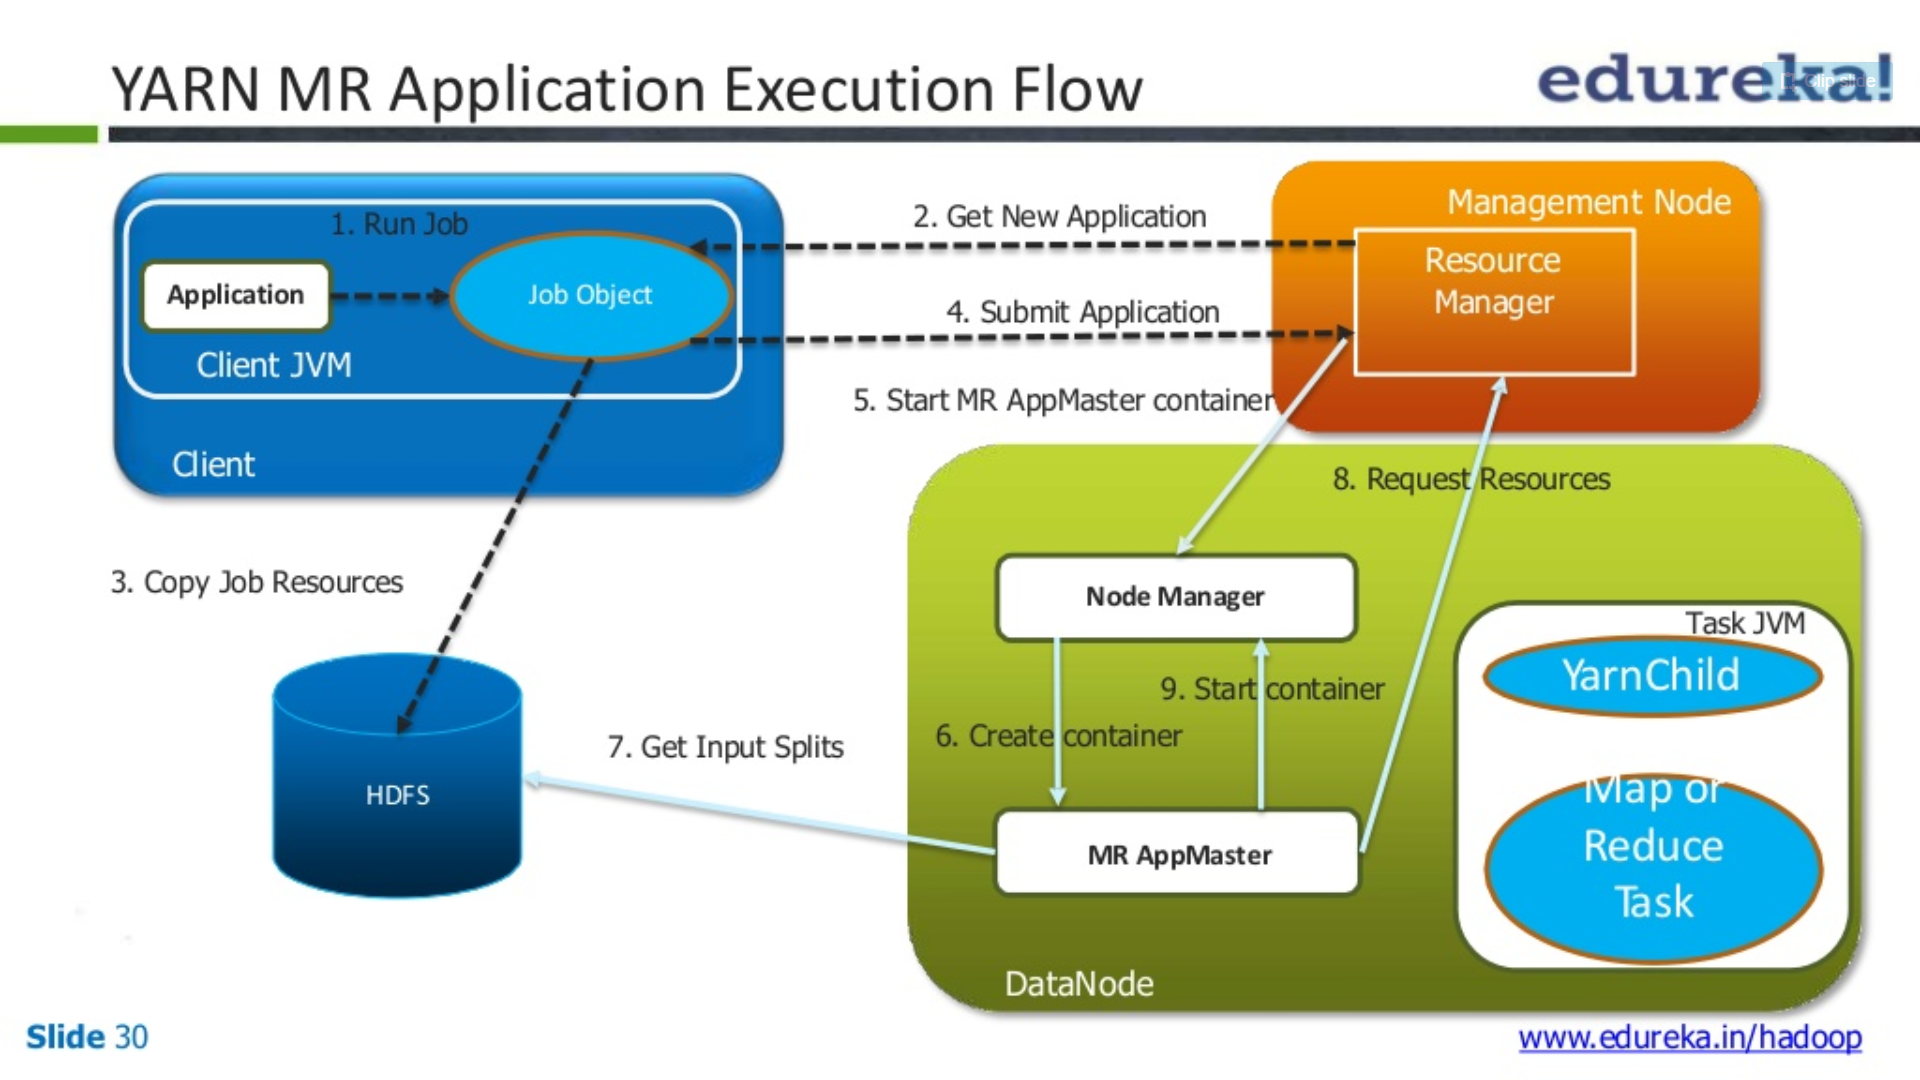 YARN MR Application Execution Flow
edureka!
Clip slide
Management Node
1. Run Job
2. Get New Application
Resource
Manager
Application
Job Object
4. Submit Application
Client JVM
5. Start MR AppMaster container
Client
8. Request Resources
3. Copy Job Resources
Node Manager
Task JVM
YarnChild
9. Start container
6. Create container
7. Get Input Splits
HDFS
Map or
Reduce
Task
MR AppMaster
DataNode
Slide 30
www.edureka.in/hadoop